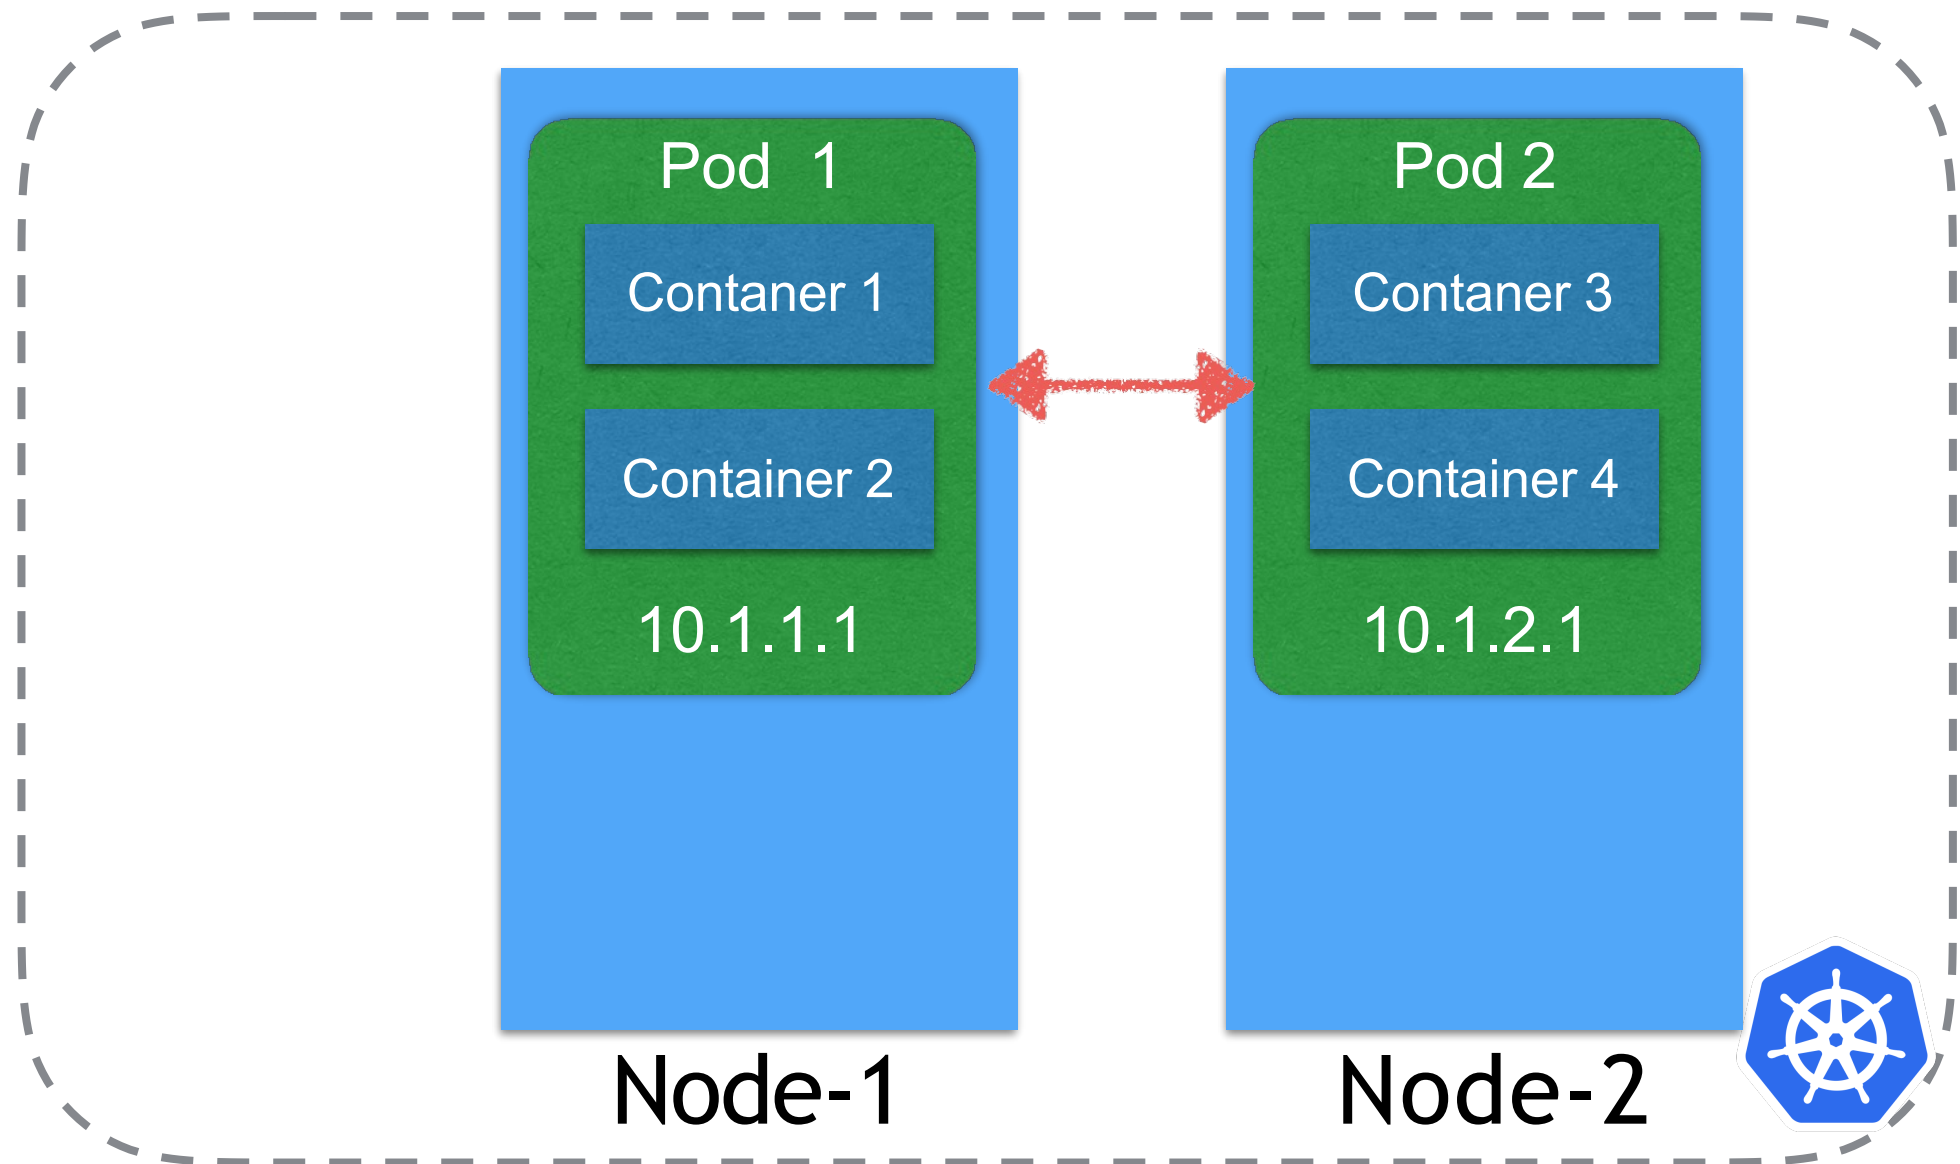 Pod 1
Contaner 1
Container 2
10.1.1.1
Node-1
Pod 2
Contaner 3
Container 4
10.1.2.1
Node-2